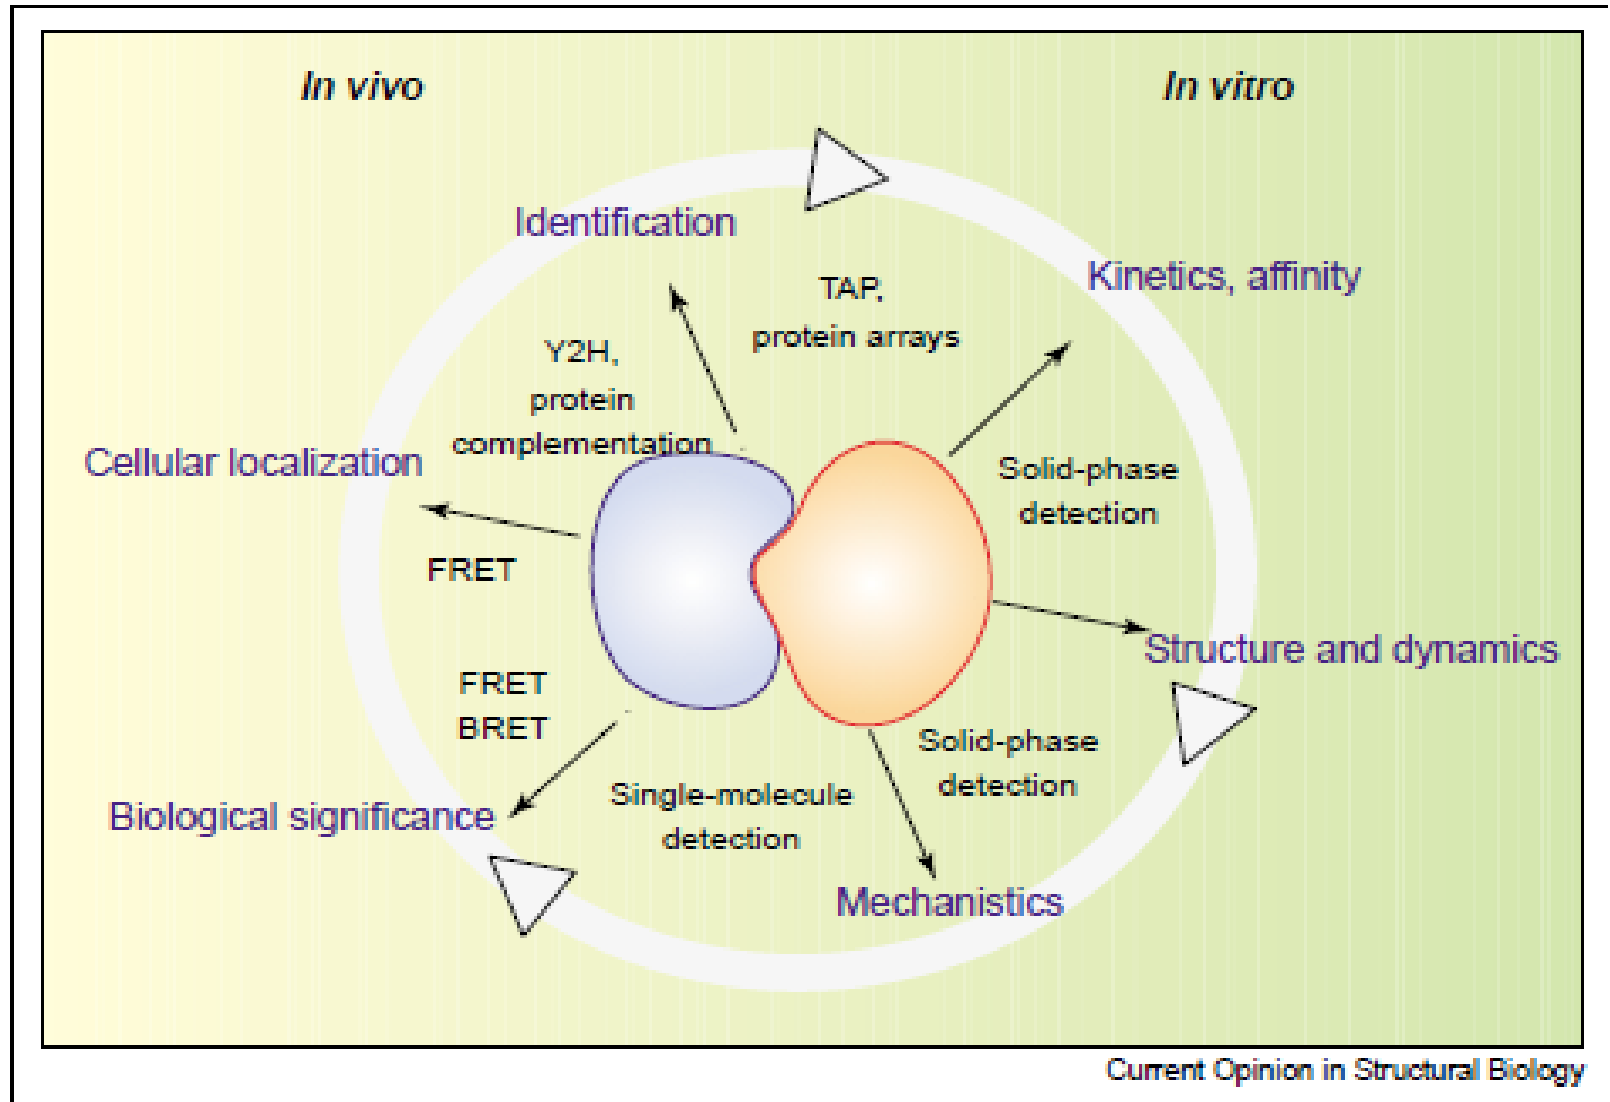 In vivo
In vitro
Identification
Kinetics, affinity
TAP,
protein arrays
Y2H,
protein
complementation
Cellular localization
Solid-phase
detection
FRET
Structure and dynamics
FRET
BRET
Solid-phase
detection
Single-molecule
detection
Biological significance
Mechanistics
Current Opinion in Structural Biology